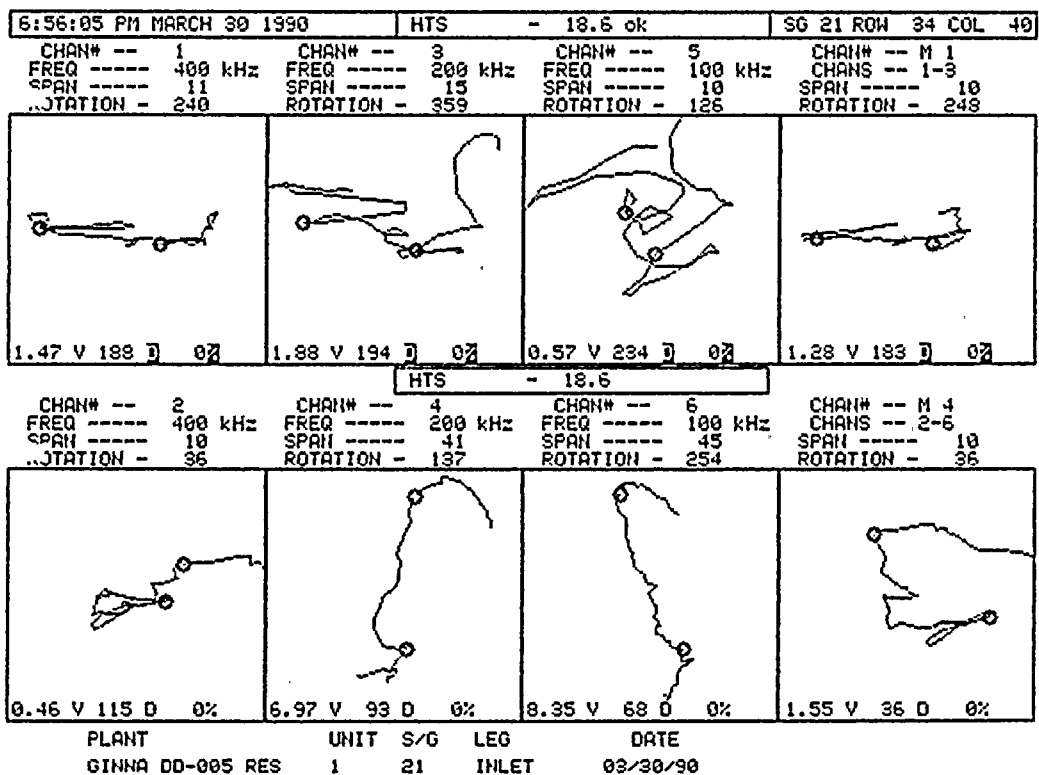 6:56:05 PM MARCH 30 1990 HTS - 18.6 ok SG 21 ROW 34 COL 40
CHAN# -- 1 CHAN# -- 3 CHAN# -- 5 CHAN# -- M 1
FREQ ----- 400 kHz FREQ ----- 200 kHz FREQ ----- 100 kHz CHANS -- 1-3
SPAN ----- 11 SPAN ----- 15 SPAN ----- 10 SPAN ----- 10
OTATION - 240 ROTATION - 359 ROTATION - 126 ROTATION - 248
1.47 V 188 D 0% 1.88 V 194 D 0% 0.57 V 234 D 0% 1.28 V 183 D 0%
HTS - 18.6
CHAN# -- 2 CHAN# -- 4 CHAN# -- 6 CHAN# -- M 4
FREQ ----- 400 kHz FREQ ----- 200 kHz FREQ ----- 100 kHz CHANS -- 2-6
SPAN ----- 10 SPAN ----- 41 SPAN ----- 45 SPAN ----- 10
OTATION - 36 ROTATION - 137 ROTATION - 254 ROTATION - 36
0.46 V 115 D 0% 6.97 V 93 D 0% 8.35 V 68 D 0% 1.55 V 36 D 0%
PLANT UNIT S/G LEG DATE
GINNA DD-005 RES 1 21 INLET 03/30/90